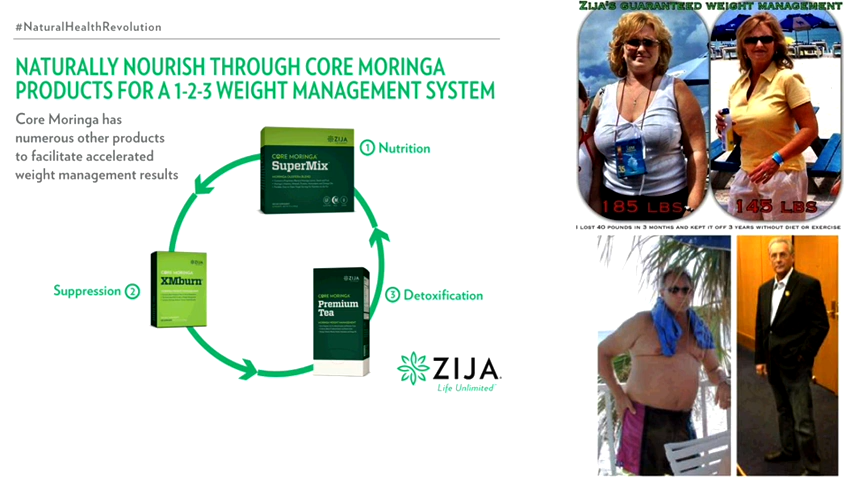 #NaturalHealthRevolution
NATURALLY NOURISH THROUGH CORE MORINGA
PRODUCTS FOR A 1-2-3 WEIGHT MANAGEMENT SYSTEM
Core Moringa has
numerous other products
to facilitate accelerated
weight management results
ZIJA
CORE MORINGA
SuperMix
1 Nutrition
ZIJA
CORE MORINGA
XMburn
Suppression 2
ZIJA
CORE MORINGA
Premium
Tea
3 Detoxification
ZIJA
Life Unlimited
ZIJA'S GUARANTEED WEIGHT MANAGEMENT
185 LBS
145 LBS
I LOST 40 POUNDS IN 3 MONTHS AND KEPT IT OFF 3 YEARS WITHOUT DIET OR EXERCISE